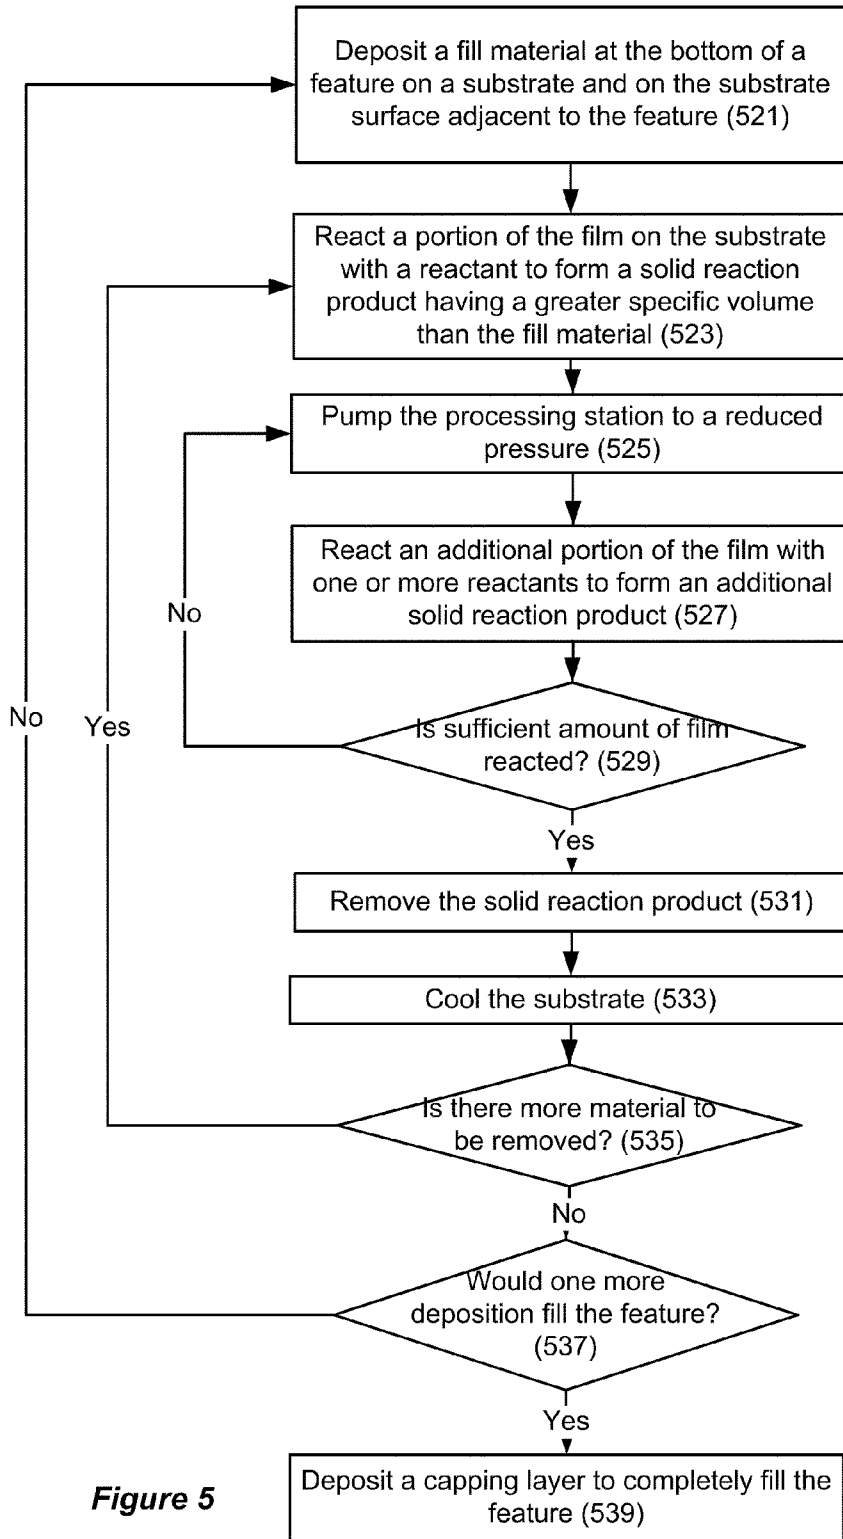 Deposit a fill material at the bottom of a
feature on a substrate and on the substrate
surface adjacent to the feature (521)
React a portion of the film on the substrate
with a reactant to form a solid reaction
product having a greater specific volume
than the fill material (523)
Pump the processing station to a reduced
pressure (525)
React an additional portion of the film with
one or more reactants to form an additional
solid reaction product (527)
No
No
Yes
Is sufficient amount of film
reacted? (529)
Yes
Remove the solid reaction product (531)
Cool the substrate (533)
Is there more material to
be removed? (535)
No
Would one more
deposition fill the feature?
(537)
Yes
Deposit a capping layer to completely fill the
feature (539)
Figure 5